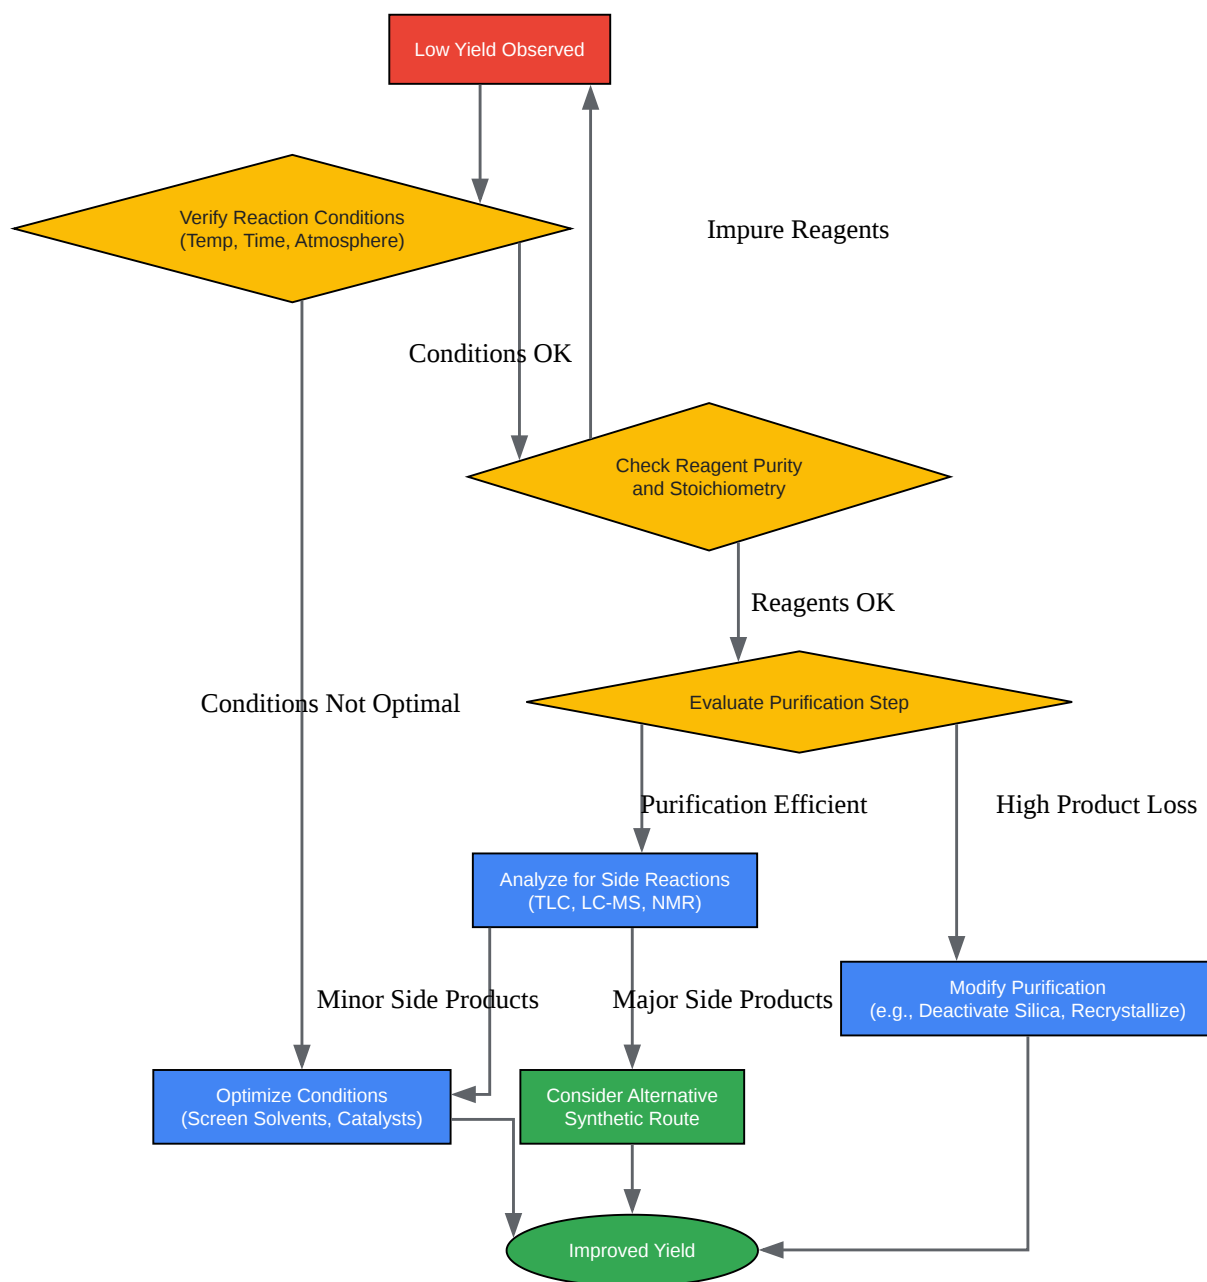 Low Yield Observed
Verify Reaction Conditions
(Temp, Time, Atmosphere)
Impure Reagents
Conditions OK
Check Reagent Purity
and Stoichiometry
Reagents OK
Conditions Not Optimal
Evaluate Purification Step
Purification Efficient
High Product Loss
Analyze for Side Reactions
(TLC, LC-MS, NMR)
Minor Side Products
Major Side Products
Modify Purification
(e.g., Deactivate Silica, Recrystallize)
Optimize Conditions
(Screen Solvents, Catalysts)
Consider Alternative
Synthetic Route
Improved Yield